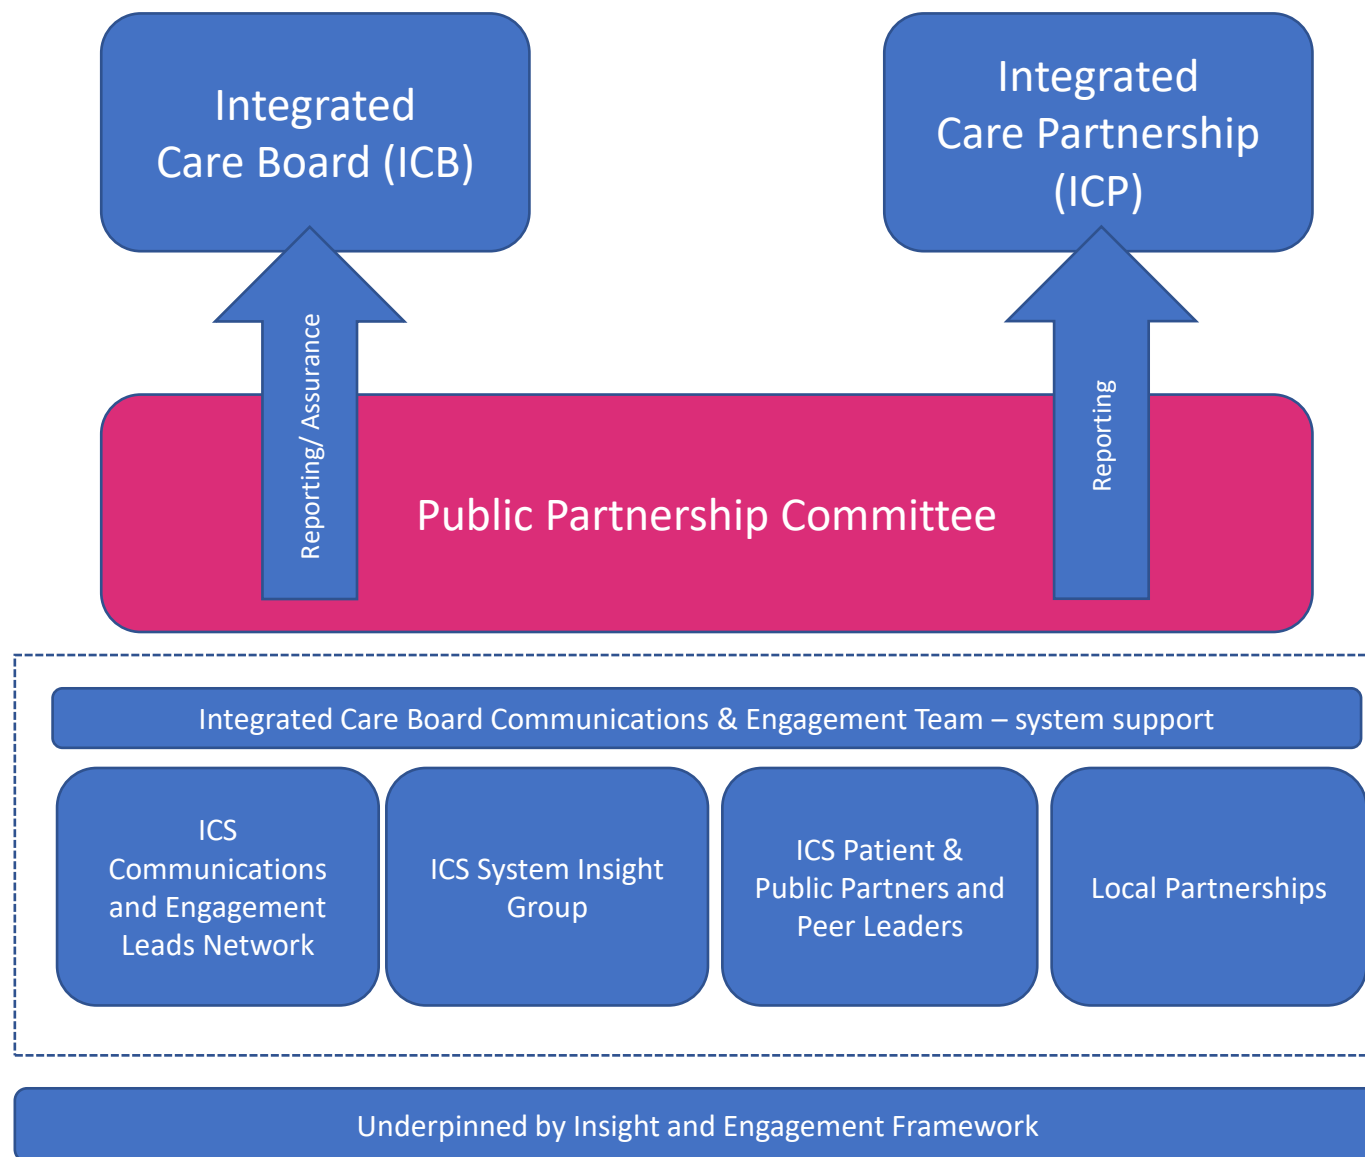 Integrated
Care Board (ICB)
Integrated
Care Partnership
(ICP)
Reporting/ Assurance
Reporting
Public Partnership Committee
Integrated Care Board Communications & Engagement Team – system support
ICS
Communications
and Engagement
Leads Network
ICS System Insight
Group
ICS Patient &
Public Partners and
Peer Leaders
Local Partnerships
Underpinned by Insight and Engagement Framework